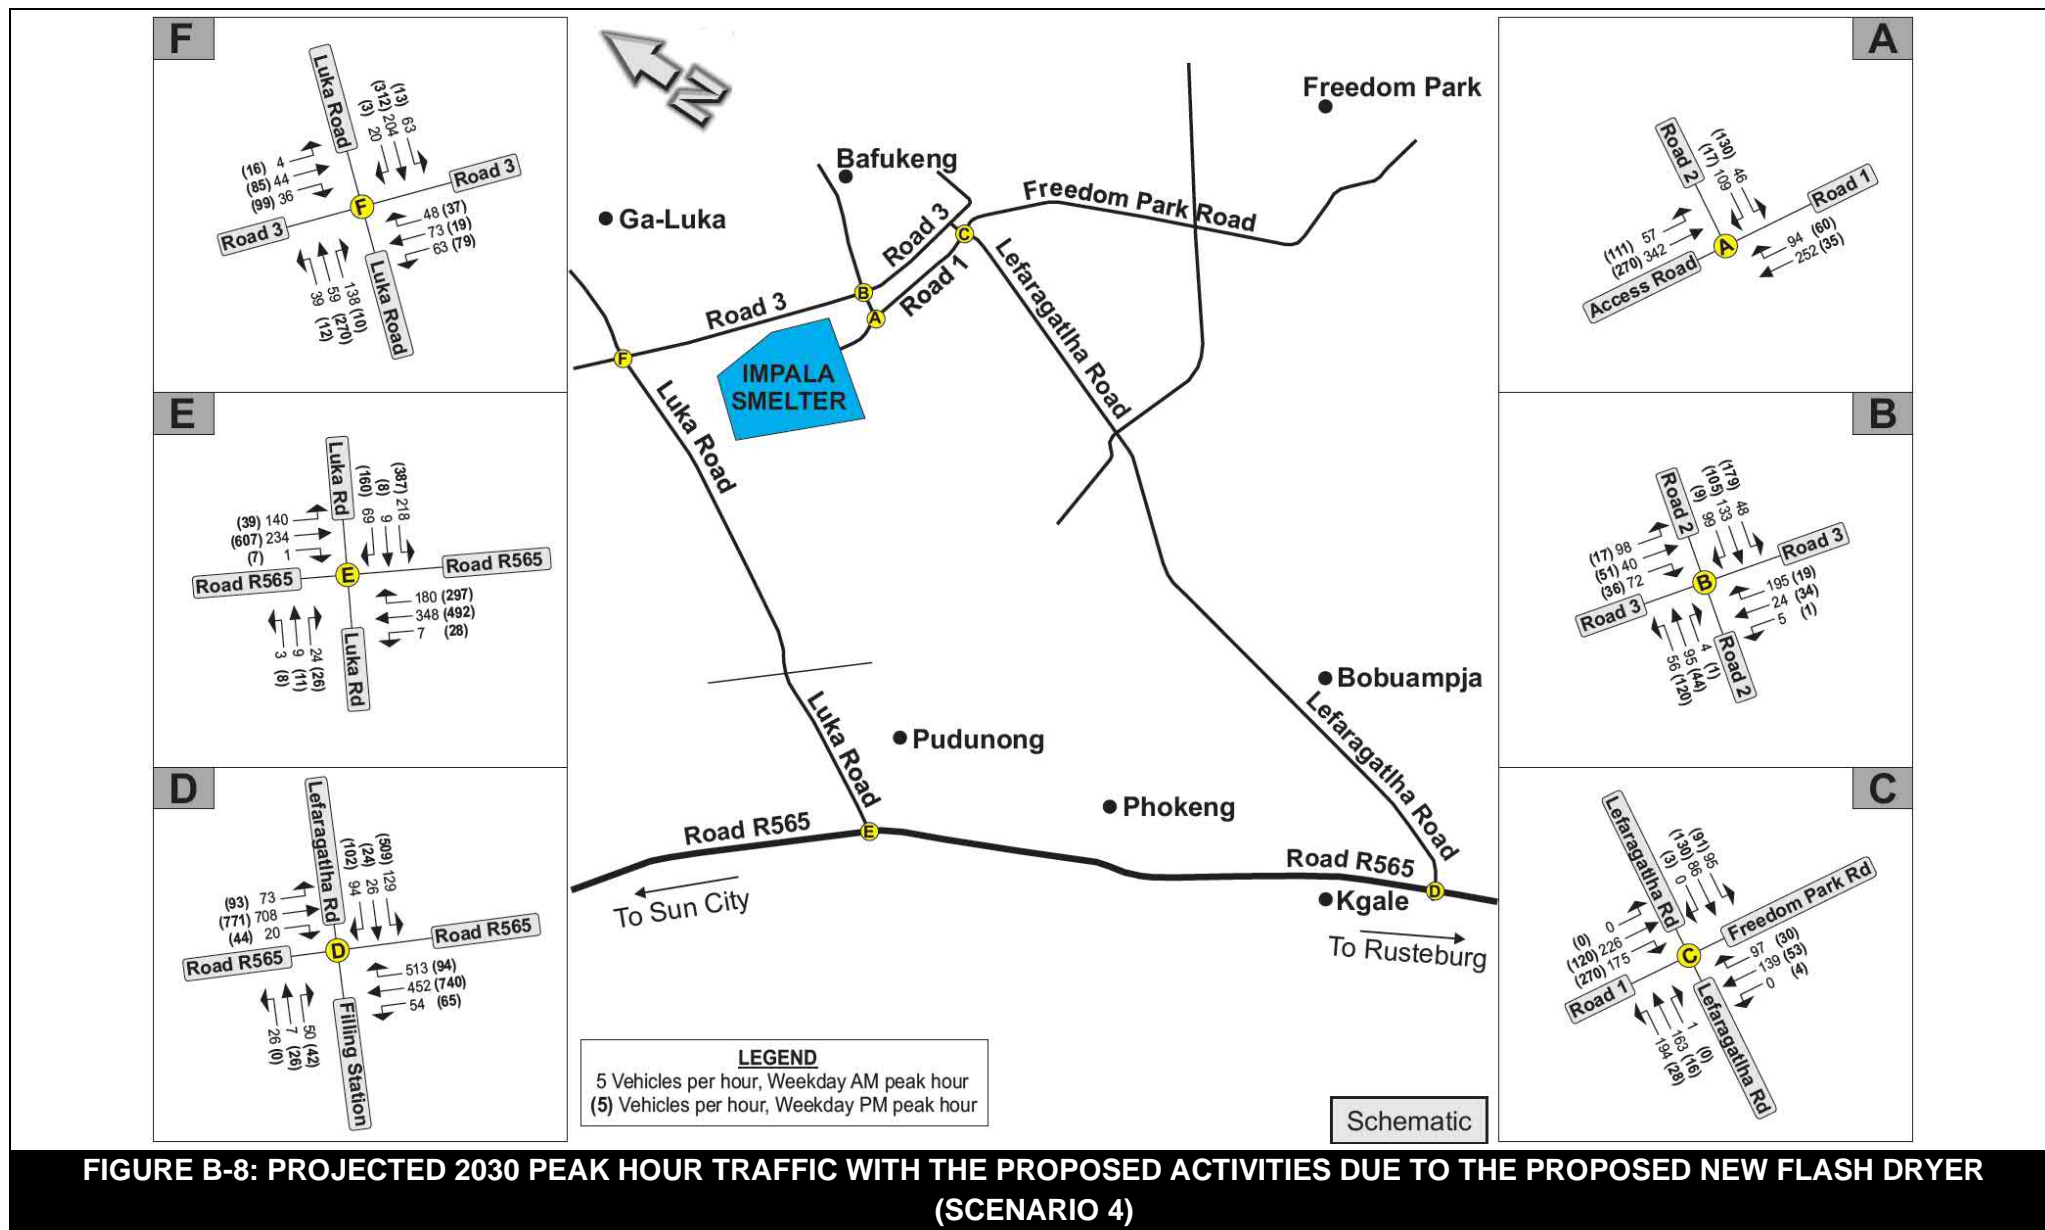 F
Luka Road
(3) (312) (13)
20 204 63
(16) 4
(85) 44
(99) 36
Road 3
F
Road 3
48 (37)
73 (19)
63 (79)
39 59 138 (10)
(12) (270)
Luka Road
E
Luka Rd
(160) (8) (387)
69 9 218
(39) 140
(607) 234
(7) 1
Road R565
E
Road R565
180 (297)
348 (492)
7 (28)
3 9 24
(8) (11) (26)
Luka Rd
D
Lefaragatlha Rd
(102) (24) (509)
94 26 129
(93) 73
(771) 708
(44) 20
Road R565
D
Road R565
513 (94)
452 (740)
54 (65)
26 7 50
(0) (26) (42)
Filling Station
N
Freedom Park
Bafukeng
Ga-Luka
Freedom Park Road
Road 3
C
Road 1
B
A
Road 3
F
IMPALA
SMELTER
Lefaragatlha Road
Luka Road
Bobuampja
Luka Road
Pudunong
Lefaragatlha Road
Phokeng
Road R565
E
Road R565
D
Kgale
To Sun City
To Rusteburg
LEGEND
5 Vehicles per hour, Weekday AM peak hour
(5) Vehicles per hour, Weekday PM peak hour
Schematic
A
Road 2
(17) (130)
109 46
Road 1
(111) 57
(270) 342
A
94 (60)
252 (35)
Access Road
B
Road 2
(9) (105) (179)
99 133 48
Road 3
(17) 98
(51) 40
(36) 72
B
195 (19)
24 (34)
5 (1)
Road 3
56 95 4
(120) (44) (1)
Road 2
C
Lefaragatlha Rd
(3) (130) (91)
0 86 95
Freedom Park Rd
(0) 0
(120) 226
(270) 175
C
97 (30)
139 (53)
0 (4)
Road 1
194 163 1
(28) (16) (0)
Lefaragatlha Rd
FIGURE B-8: PROJECTED 2030 PEAK HOUR TRAFFIC WITH THE PROPOSED ACTIVITIES DUE TO THE PROPOSED NEW FLASH DRYER
(SCENARIO 4)